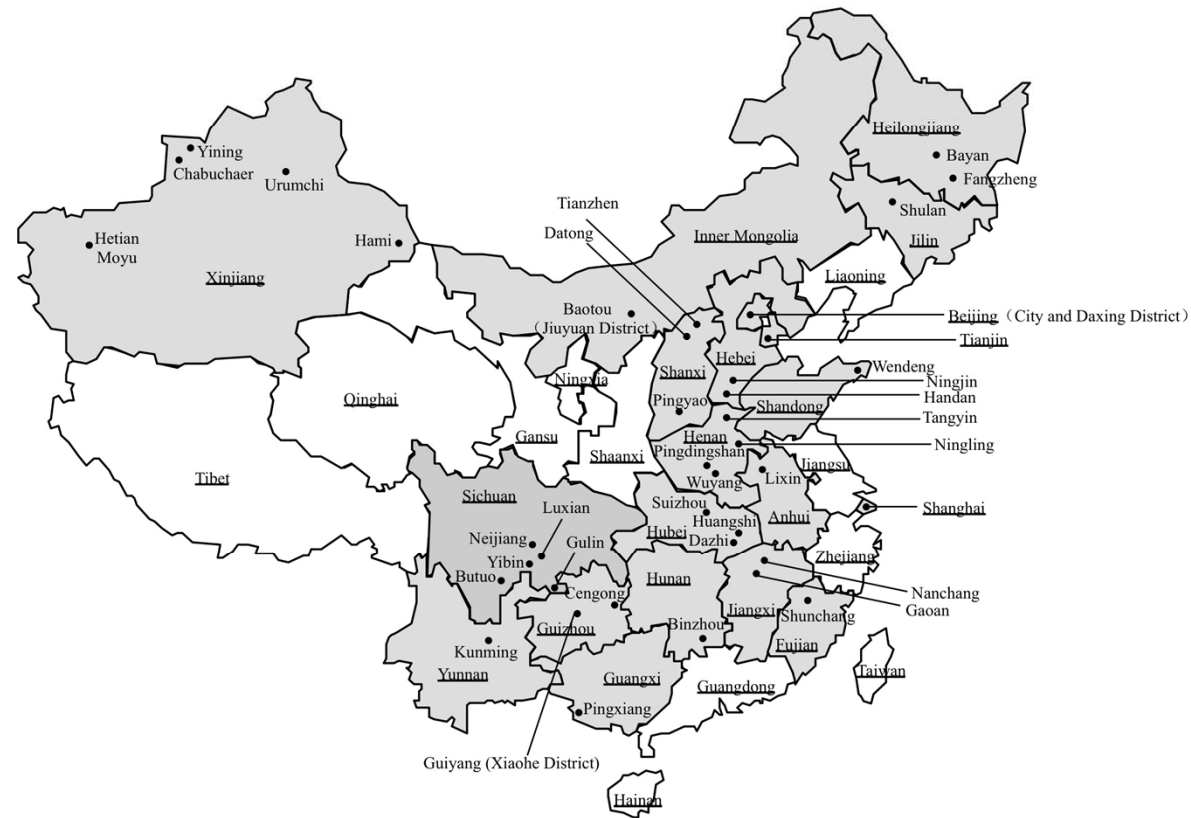 Heilongjiang
Bayan
Fangzheng
Yining
Chabuchaer
Urumchi
Shulan
Tianzhen
Datong
Inner Mongolia
Jilin
Hetian
Moyu
Hami
Xinjiang
Liaoning
Baotou
(Jiuyuan District)
Beijing（City and Daxing District）
Tianjin
Hebei
Wendeng
Shanxi
Ningxia
Ningjin
Handan
Qinghai
Pingyao
Shandong
Tangyin
Gansu
Henan
Ningling
Pingdingshan
Shaanxi
Jiangsu
Tibet
Wuyang
Lixin
Sichuan
Suizhou
Luxian
Shanghai
Anhui
Huangshi
Hubei
Neijiang
Gulin
Dazhi
Yibin
Zhejiang
Butuo
Hunan
Cengong
Nanchang
Jiangxi
Gaoan
Shunchang
Guizhou
Binzhou
Kunming
Fujian
Yunnan
Guangxi
Taiwan
Guangdong
Pingxiang
Guiyang (Xiaohe District)
Hainan